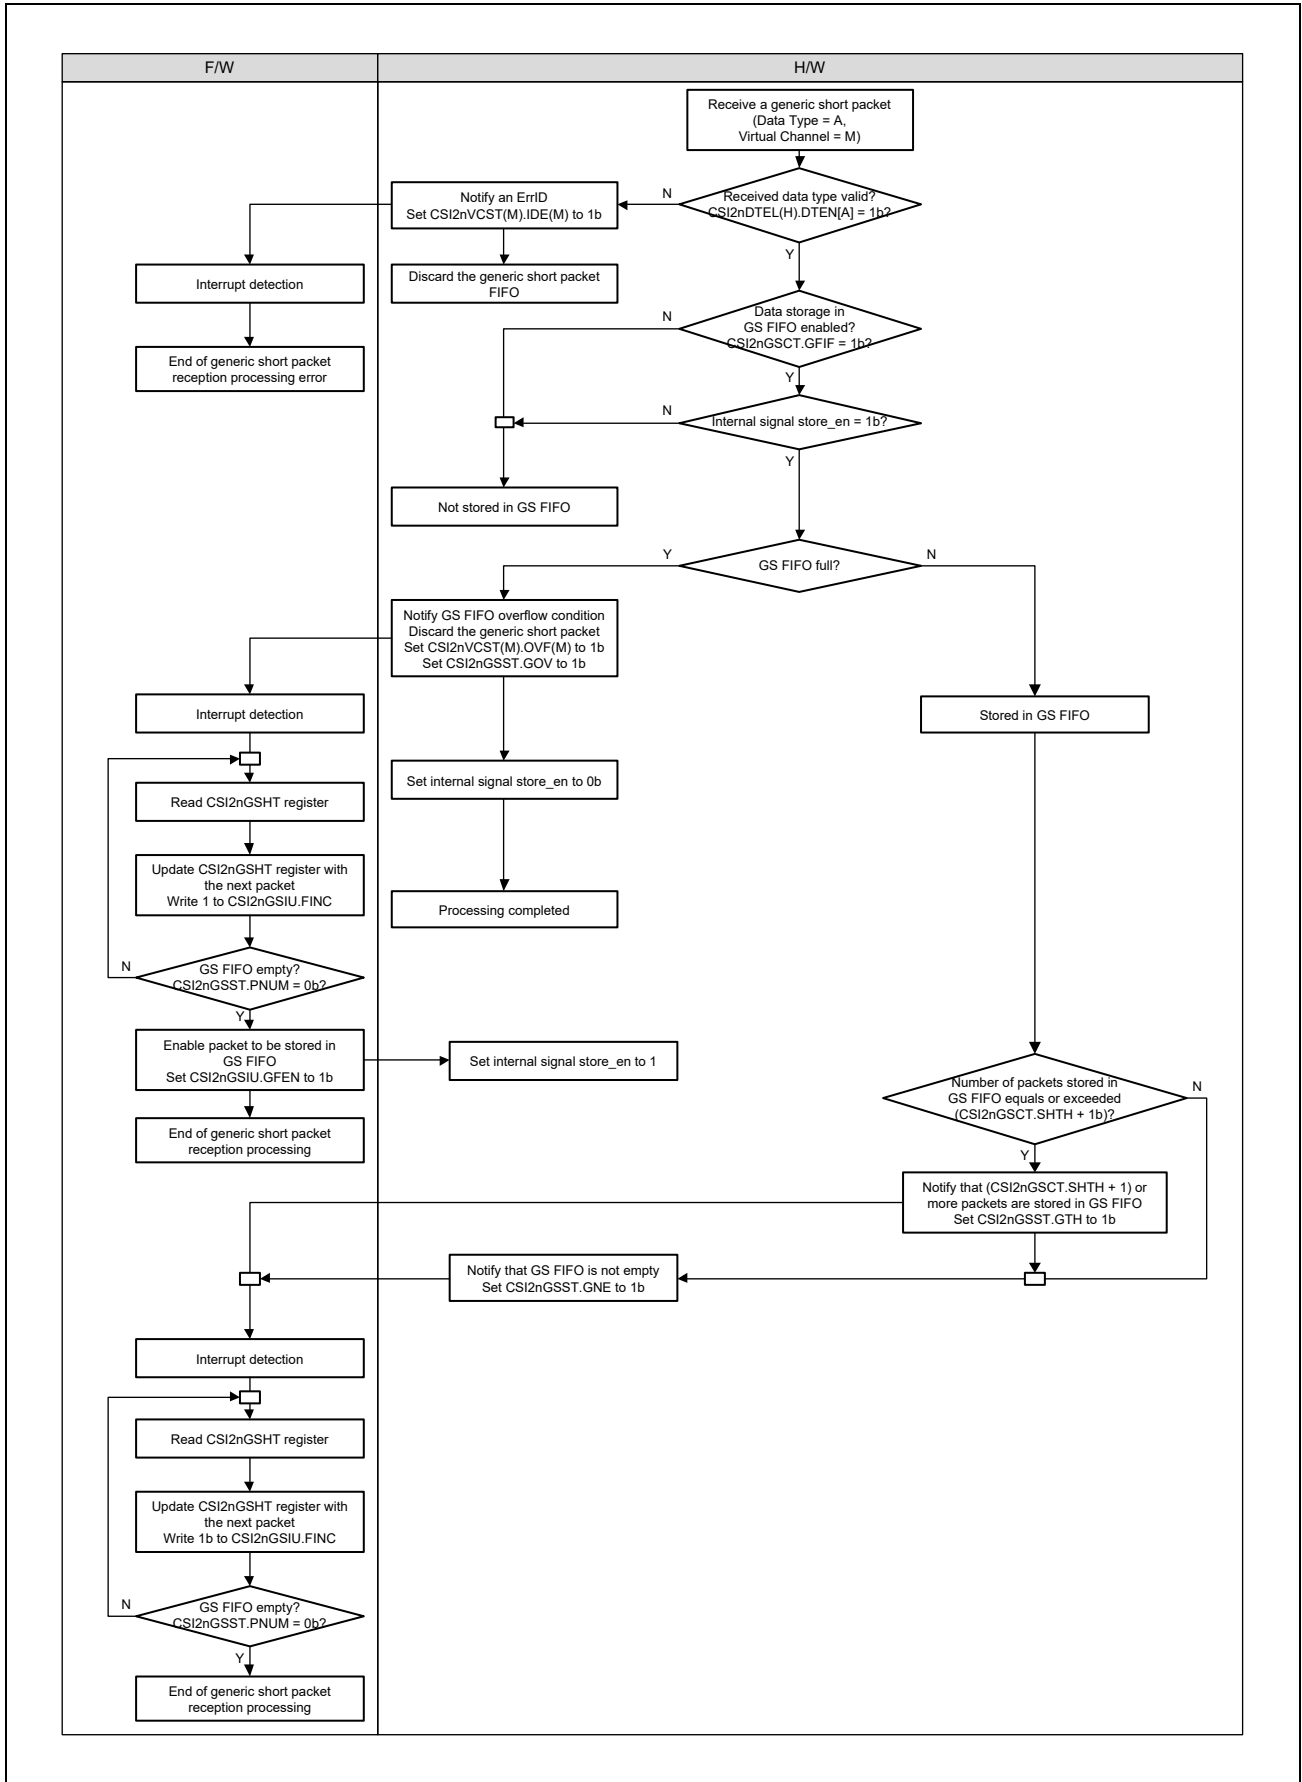 F/W
H/W
Receive a generic short packet
(Data Type = A,
Virtual Channel = M)
Received data type valid?
CSI2nDTEL(H).DTEN[A] = 1b?
N
Y
Notify an ErrID
Set CSI2nVCST(M).IDE(M) to 1b
Discard the generic short packet
FIFO
Interrupt detection
End of generic short packet
reception processing error
Data storage in
GS FIFO enabled?
CSI2nGSCT.GFIF = 1b?
N
Y
Internal signal store_en = 1b?
N
Y
Not stored in GS FIFO
GS FIFO full?
Y
N
Notify GS FIFO overflow condition
Discard the generic short packet
Set CSI2nVCST(M).OVF(M) to 1b
Set CSI2nGSST.GOV to 1b
Interrupt detection
Stored in GS FIFO
Set internal signal store_en to 0b
Read CSI2nGSHT register
Update CSI2nGSHT register with
the next packet
Write 1 to CSI2nGSIU.FINC
Processing completed
GS FIFO empty?
CSI2nGSST.PNUM = 0b?
N
Y
Enable packet to be stored in
GS FIFO
Set CSI2nGSIU.GFEN to 1b
Set internal signal store_en to 1
End of generic short packet
reception processing
Number of packets stored in
GS FIFO equals or exceeded
(CSI2nGSCT.SHTH + 1b)?
N
Y
Notify that (CSI2nGSCT.SHTH + 1) or
more packets are stored in GS FIFO
Set CSI2nGSST.GTH to 1b
Notify that GS FIFO is not empty
Set CSI2nGSST.GNE to 1b
Interrupt detection
Read CSI2nGSHT register
Update CSI2nGSHT register with
the next packet
Write 1b to CSI2nGSIU.FINC
GS FIFO empty?
CSI2nGSST.PNUM = 0b?
N
Y
End of generic short packet
reception processing